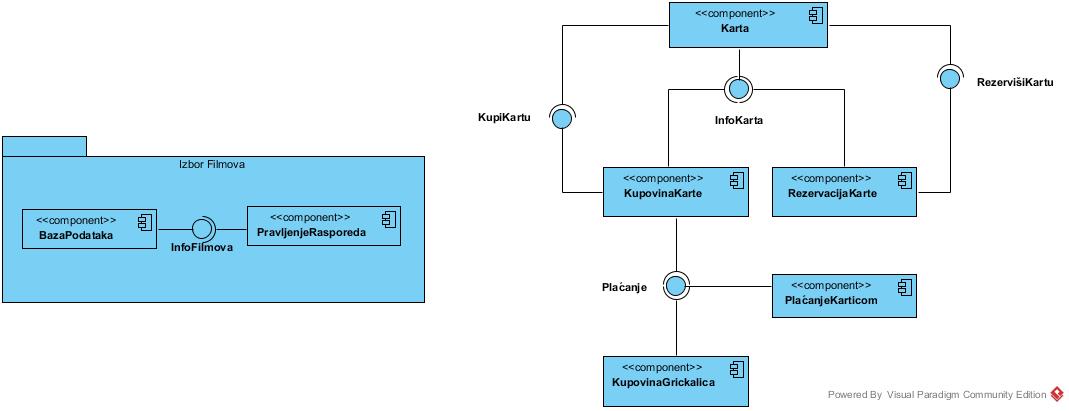 Izbor Filmova
<<component>>
BazaPodataka
InfoFilmova
<<component>>
PravljenjeRasporeda
<<component>>
Karta
KupiKartu
InfoKarta
RezervišiKartu
<<component>>
KupovinaKarte
<<component>>
RezervacijaKarte
Plaćanje
<<component>>
PlaćanjeKarticom
<<component>>
KupovinaGrickalica
Powered By Visual Paradigm Community Edition